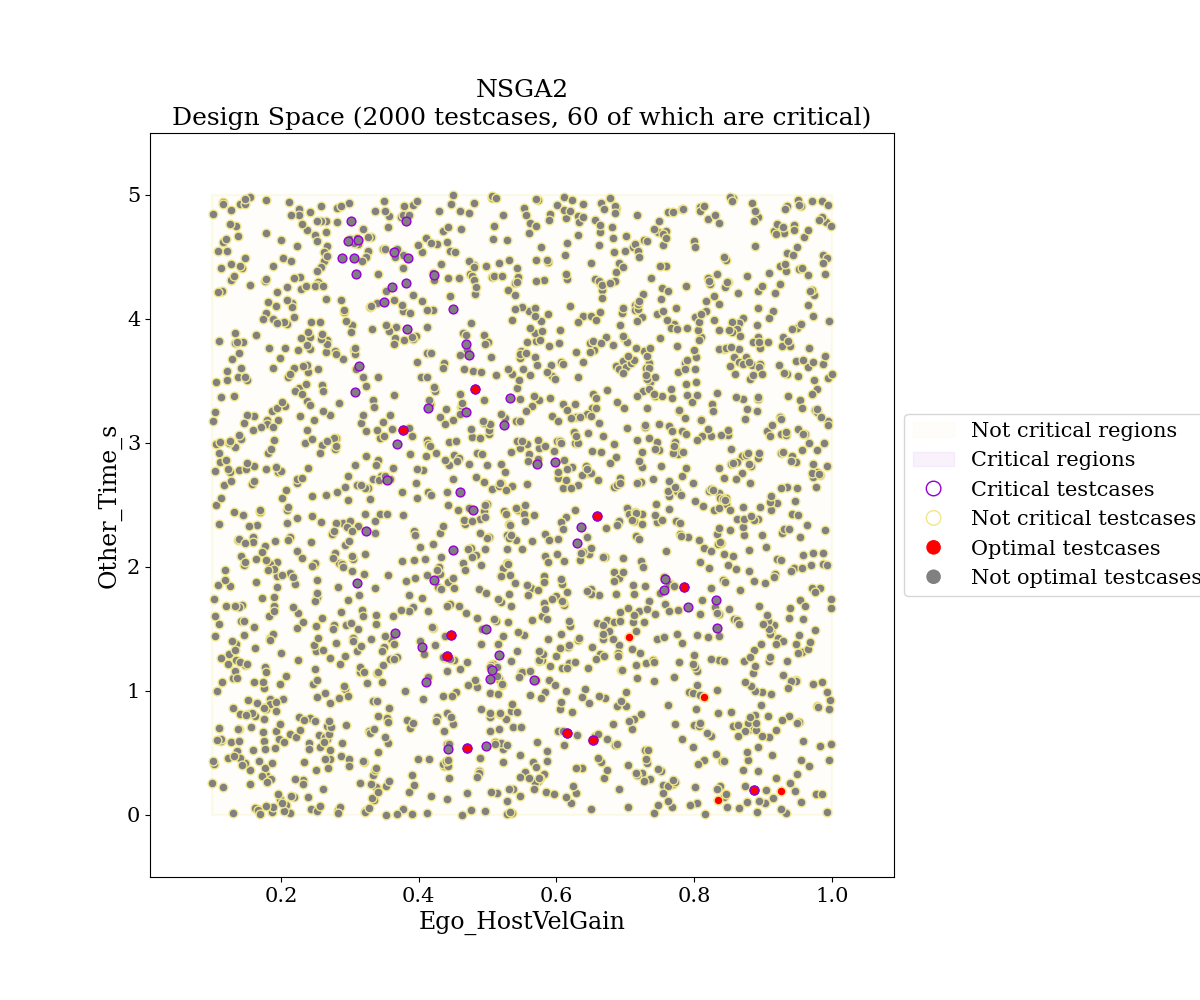 NSGA2
Design Space (2000 testcases, 60 of which are critical)
5
4
3
2
1
0
Other_Time_s
0.2
0.4
0.6
0.8
1.0
Ego_HostVelGain
Not critical regions
Critical regions
Critical testcases
Not critical testcases
Optimal testcases
Not optimal testcases